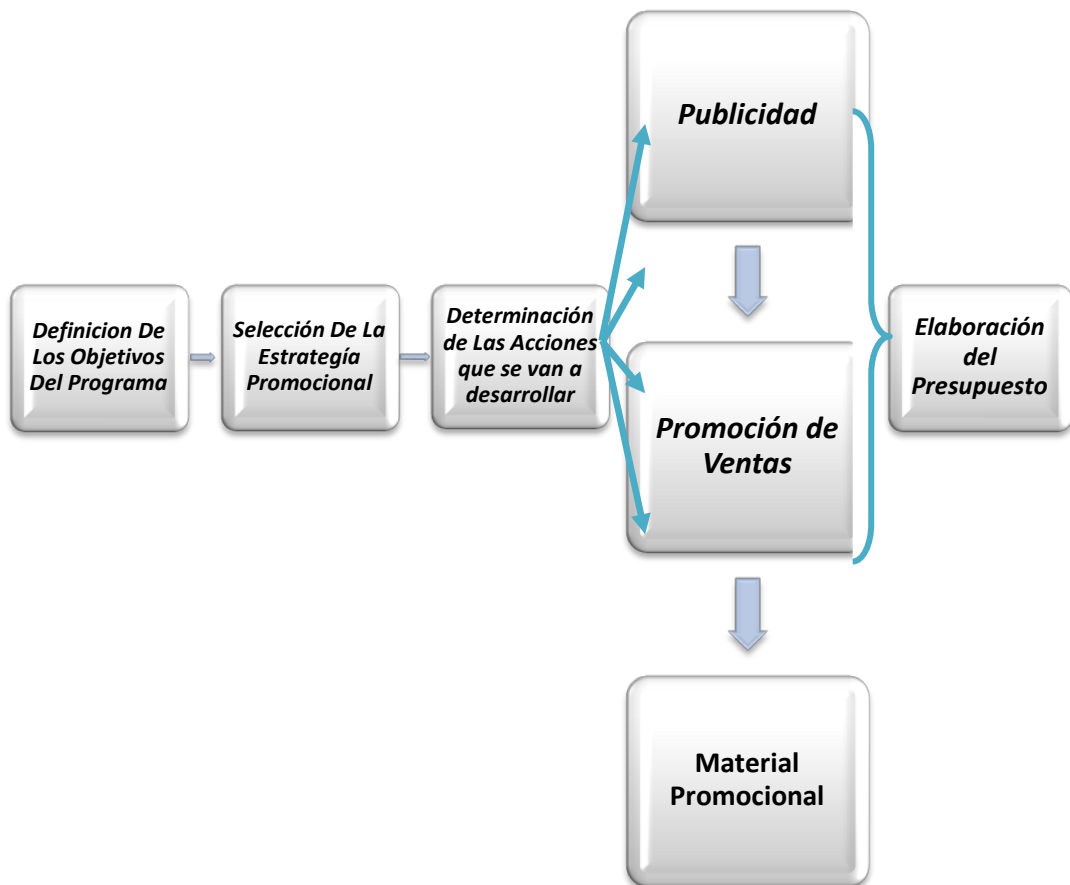 Publicidad
Definicion De
Los Objetivos
Del Programa
Selección De La
Estrategía
Promocional
Determinación
de Las Acciones
que se van a
desarrollar
Promoción de
Ventas
Elaboración
del
Presupuesto
Material
Promocional